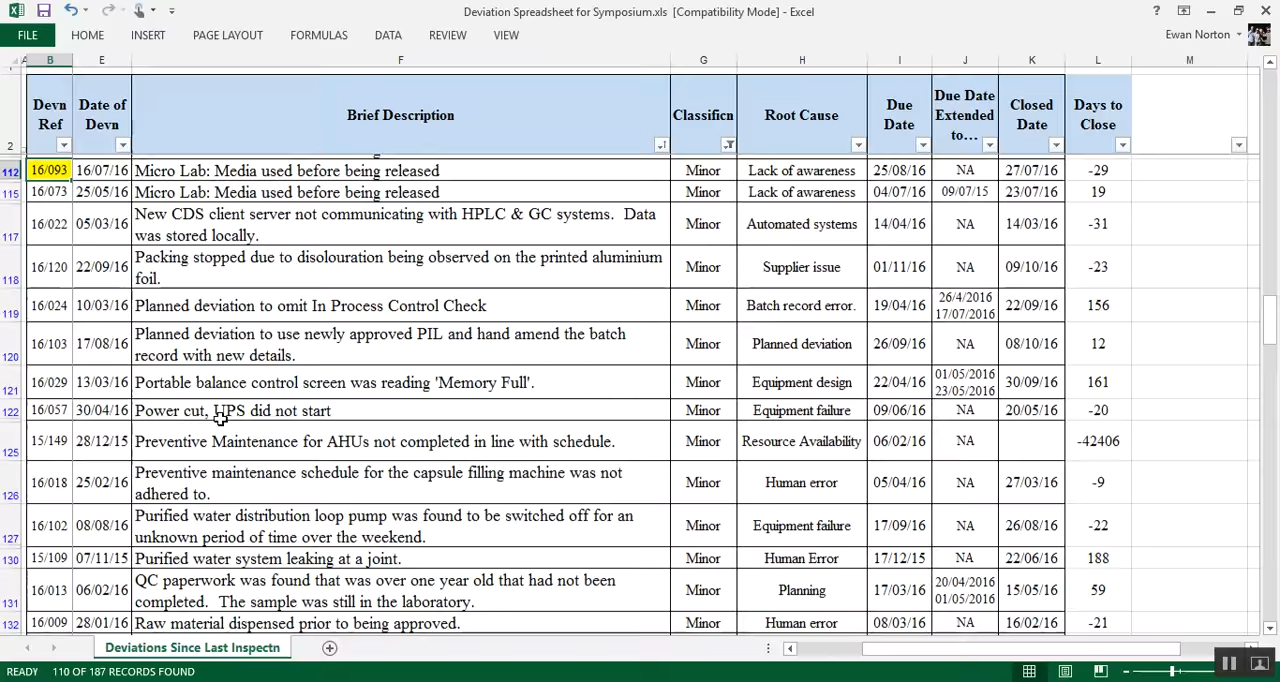 Deviation Spreadsheet for Symposium.xls [Compatibility Mode] - Excel
FILE HOME INSERT PAGE LAYOUT FORMULAS DATA REVIEW VIEW Ewan Norton
B E F G H I J K L M
2 Devn Ref Date of Devn Brief Description Classificn Root Cause Due Date Due Date Extended to... Closed Date Days to Close
112 16/093 16/07/16 Micro Lab: Media used before being released Minor Lack of awareness 25/08/16 NA 27/07/16 -29
115 16/073 25/05/16 Micro Lab: Media used before being released Minor Lack of awareness 04/07/16 09/07/15 23/07/16 19
117 16/022 05/03/16 New CDS client server not communicating with HPLC & GC systems. Data was stored locally. Minor Automated systems 14/04/16 NA 14/03/16 -31
118 16/120 22/09/16 Packing stopped due to disolouration being observed on the printed aluminium foil. Minor Supplier issue 01/11/16 NA 09/10/16 -23
119 16/024 10/03/16 Planned deviation to omit In Process Control Check Minor Batch record error. 19/04/16 26/4/2016 17/07/2016 22/09/16 156
120 16/103 17/08/16 Planned deviation to use newly approved PIL and hand amend the batch record with new details. Minor Planned deviation 26/09/16 NA 08/10/16 12
121 16/029 13/03/16 Portable balance control screen was reading 'Memory Full'. Minor Equipment design 22/04/16 01/05/2016 23/05/2016 30/09/16 161
122 16/057 30/04/16 Power cut, UPS did not start Minor Equipment failure 09/06/16 NA 20/05/16 -20
125 15/149 28/12/15 Preventive Maintenance for AHUs not completed in line with schedule. Minor Resource Availability 06/02/16 NA -42406
126 16/018 25/02/16 Preventive maintenance schedule for the capsule filling machine was not adhered to. Minor Human error 05/04/16 NA 27/03/16 -9
127 16/102 08/08/16 Purified water distribution loop pump was found to be switched off for an unknown period of time over the weekend. Minor Equipment failure 17/09/16 NA 26/08/16 -22
130 15/109 07/11/15 Purified water system leaking at a joint. Minor Human Error 17/12/15 NA 22/06/16 188
131 16/013 06/02/16 QC paperwork was found that was over one year old that had not been completed. The sample was still in the laboratory. Minor Planning 17/03/16 20/04/2016 01/05/2016 15/05/16 59
132 16/009 28/01/16 Raw material dispensed prior to being approved. Minor Human error 08/03/16 NA 16/02/16 -21
Deviations Since Last Inspectn
READY 110 OF 187 RECORDS FOUND